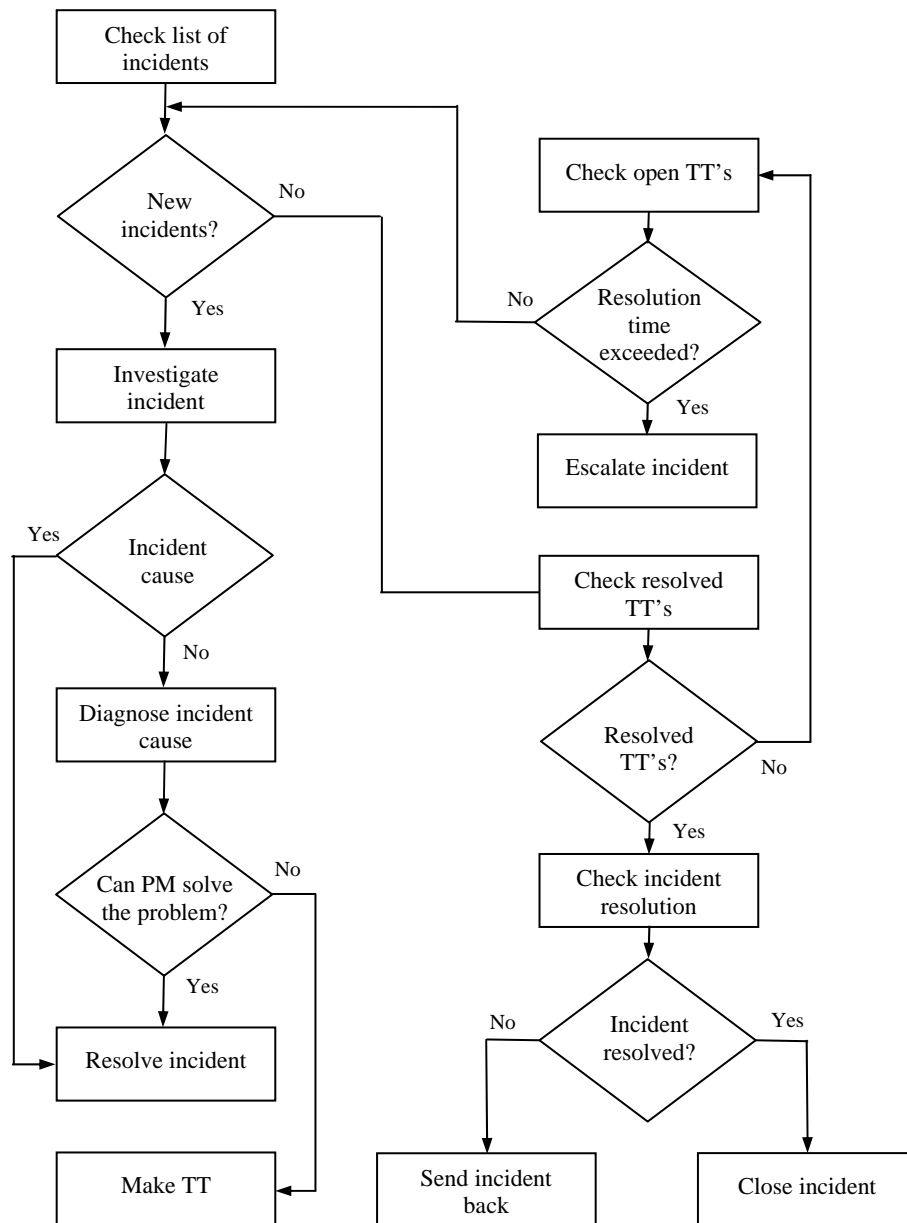 Check list of
incidents
New
incidents?
No
Yes
Investigate
incident
Yes
Incident
cause
No
Diagnose incident
cause
Can PM solve
the problem?
No
Yes
Resolve incident
Make TT
Check open TT’s
No
Resolution
time
exceeded?
Yes
Escalate incident
Check resolved
TT’s
Resolved
TT’s?
No
Yes
Check incident
resolution
No
Incident
resolved?
Yes
Send incident
back
Close incident